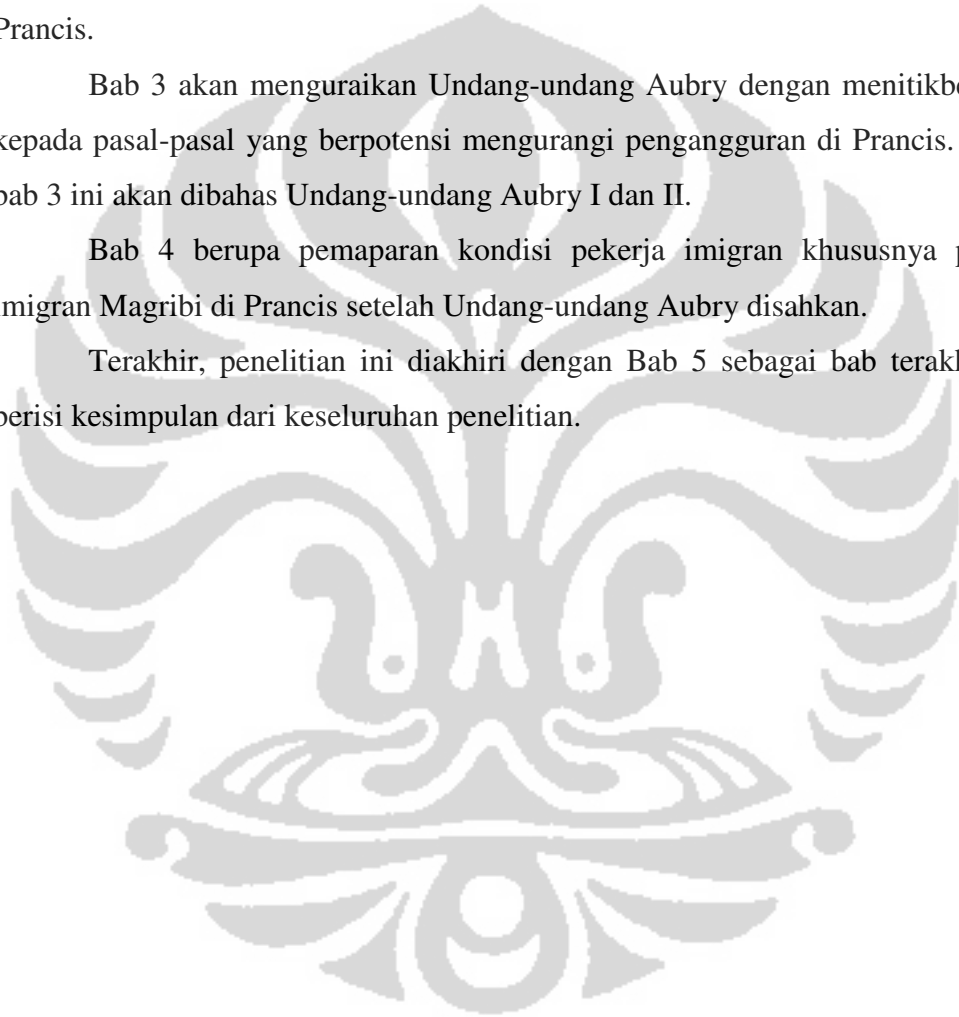 Prancis.
Bab 3 akan menguraikan Undang-undang Aubry dengan
kepada pasal-pasal yang berpotensi mengurangi pengangguran di Prancis.
bab 3 ini akan dibahas Undang-undang Aubry I dan II.
Bab 4 berupa pemaparan kondisi pekerja imigran khususnya
imigran Magribi di Prancis setelah Undang-undang Aubry disahkan.
Terakhir, penelitian ini diakhiri dengan Bab 5 sebagai bab
berisi kesimpulan dari keseluruhan penelitian.